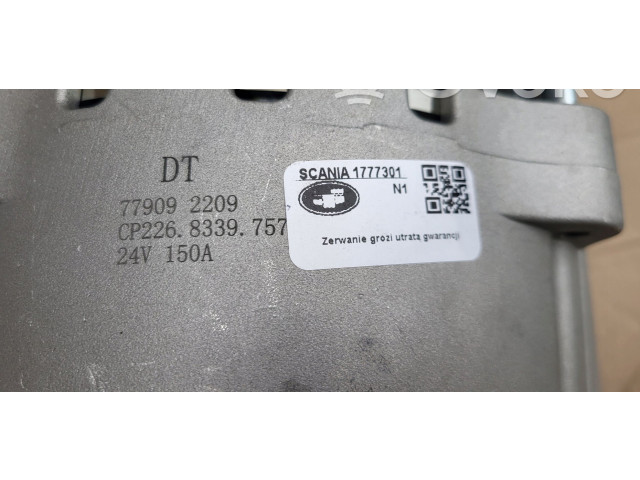 DT
77909 2209
CP226.8339.757
24V 150A
SCANIA 1777301
N1
Zerwanie grozi utratą gwarancji